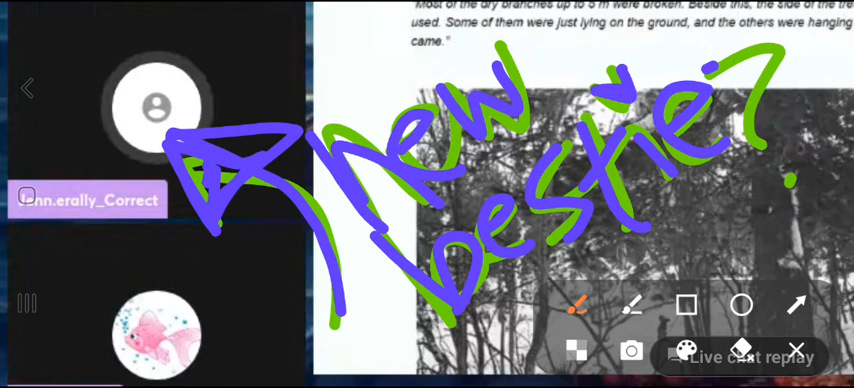 "Most of the dry branches up to 5 m were broken. Beside this, the side of the tre
used. Some of them were just lying on the ground, and the others were hanging
came."
new
bestie?
Jenn.erally_Correct
Live chat replay